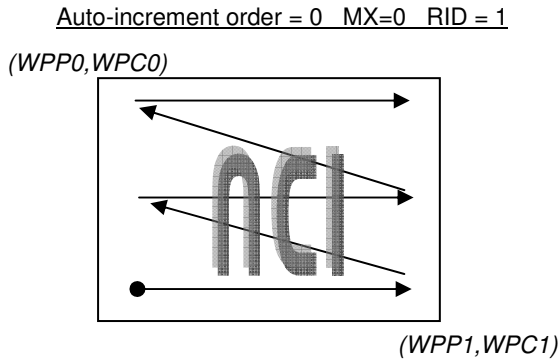 Auto-increment order = 0 MX=0 RID = 1
(WPP0,WPC0)
nCI
(WPP1,WPC1)